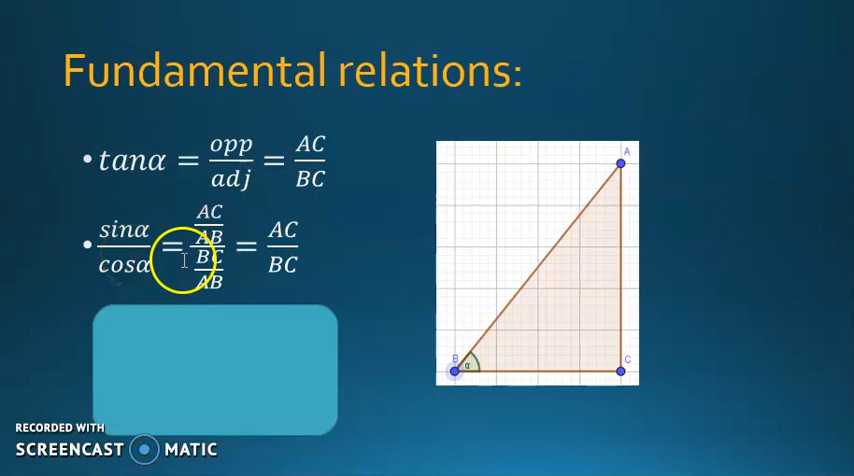 Fundamental relations:
• tanα = opp/adj = AC/BC
• sinα/cosα = (AC/AB)/(BC/AB) = AC/BC
A
B
α
C
RECORDED WITH
SCREENCAST MATIC